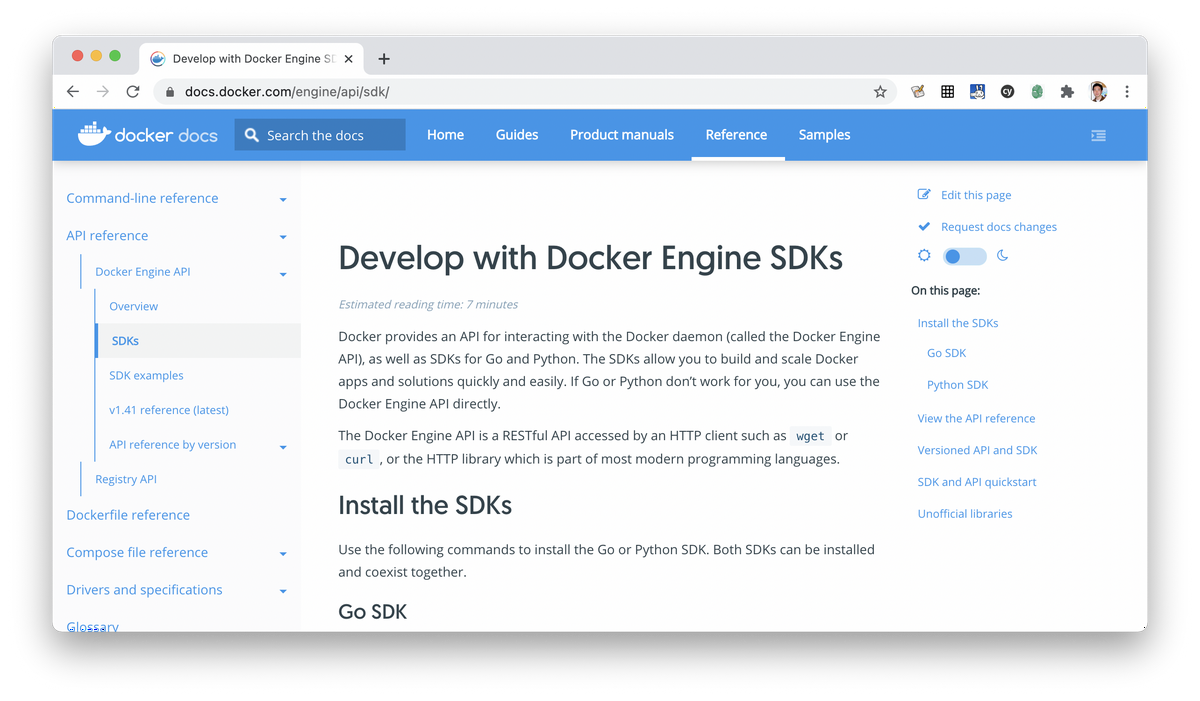 Develop with Docker Engine SD
docs.docker.com/engine/api/sdk/
docker docs
Search the docs
Home
Guides
Product manuals
Reference
Samples
Command-line reference
API reference
Docker Engine API
Overview
SDKs
SDK examples
v1.41 reference (latest)
API reference by version
Registry API
Dockerfile reference
Compose file reference
Drivers and specifications
Glossary
Develop with Docker Engine SDKs
Estimated reading time: 7 minutes
Docker provides an API for interacting with the Docker daemon (called the Docker Engine
API), as well as SDKs for Go and Python. The SDKs allow you to build and scale Docker
apps and solutions quickly and easily. If Go or Python don’t work for you, you can use the
Docker Engine API directly.
The Docker Engine API is a RESTful API accessed by an HTTP client such as wget or
curl , or the HTTP library which is part of most modern programming languages.
Install the SDKs
Use the following commands to install the Go or Python SDK. Both SDKs can be installed
and coexist together.
Go SDK
Edit this page
Request docs changes
On this page:
Install the SDKs
Go SDK
Python SDK
View the API reference
Versioned API and SDK
SDK and API quickstart
Unofficial libraries